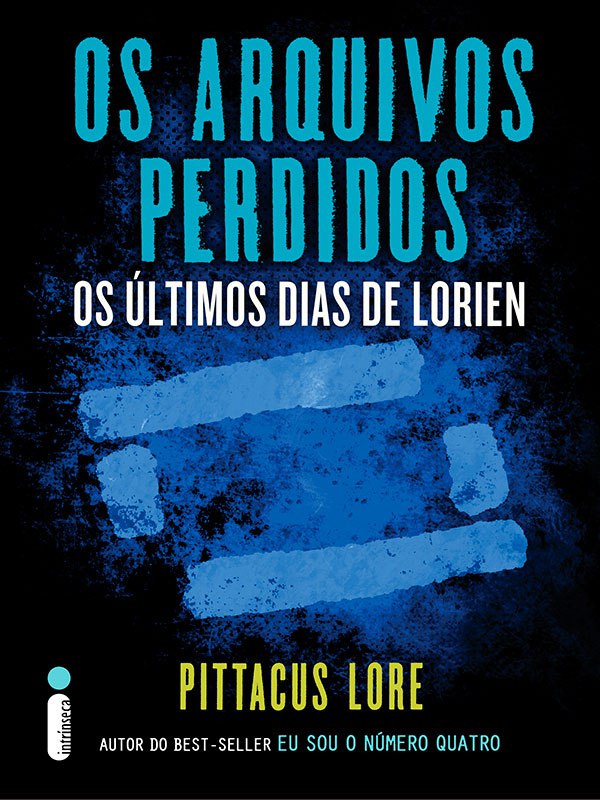 OS ARQUIVOS
PERDIDOS
OS ÚLTIMOS DIAS DE LORIEN
PITTACUS LORE
intrínseca
AUTOR DO BEST-SELLER EU SOU O NÚMERO QUATRO